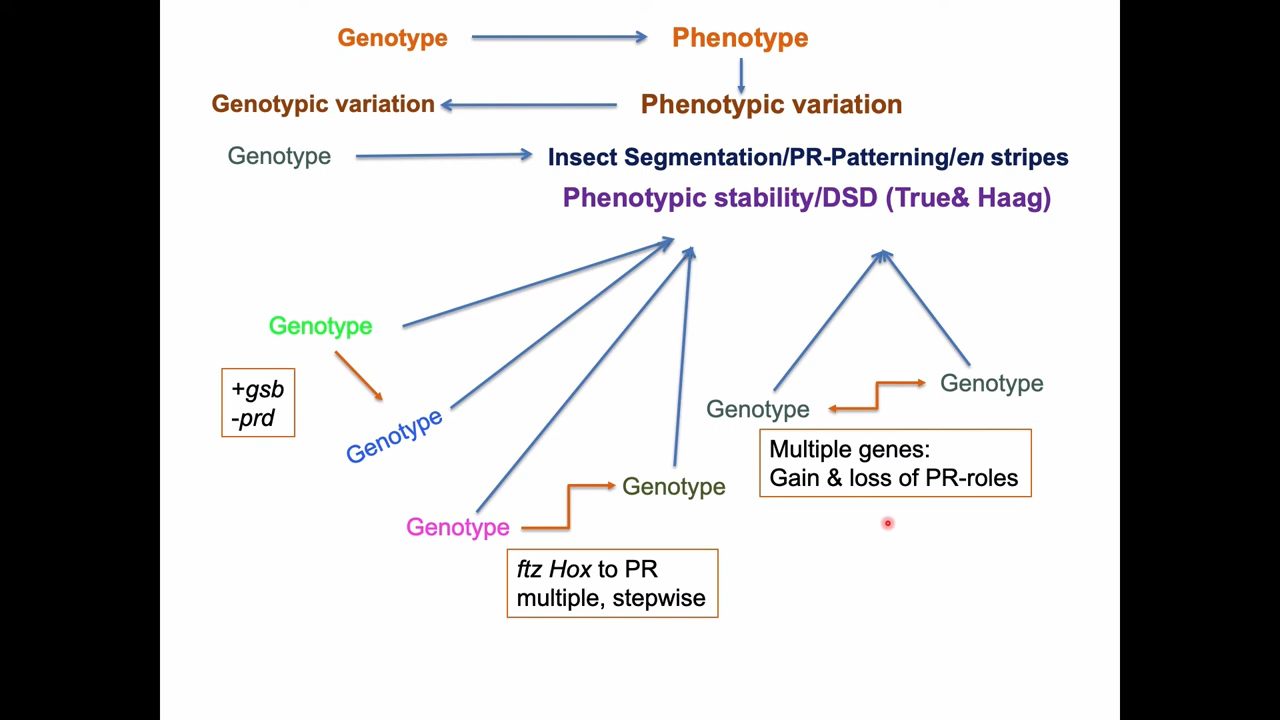 Genotype
Phenotype
Genotypic variation
Phenotypic variation
Genotype
Insect Segmentation/PR-Patterning/en stripes
Phenotypic stability/DSD (True& Haag)
Genotype
+gsb
-prd
Genotype
Genotype
Genotype
ftz Hox to PR
multiple, stepwise
Genotype
Genotype
Multiple genes:
Gain & loss of PR-roles